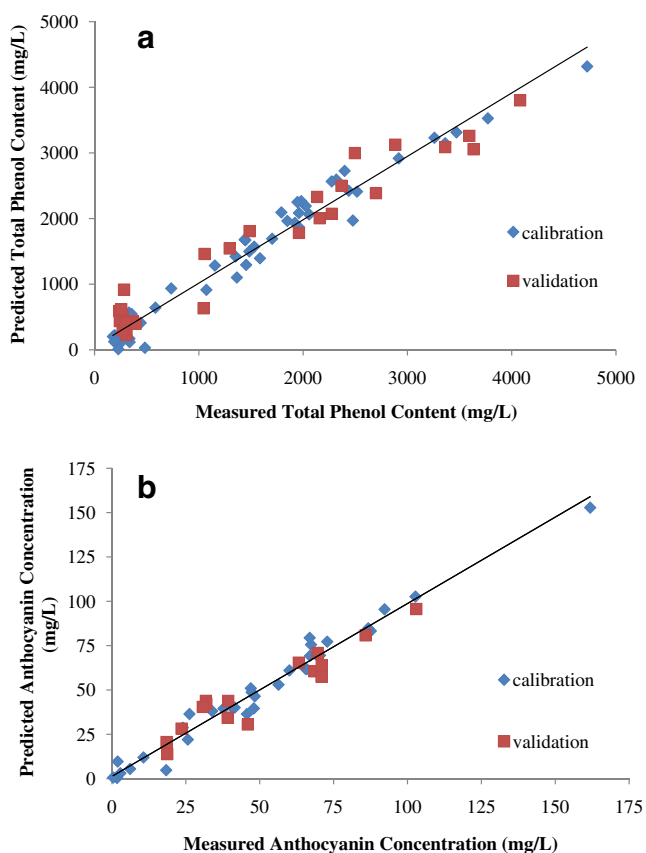 a
5000
4000
3000
2000
1000
0
0 1000 2000 3000 4000 5000
Predicted Total Phenol Content (mg/L)
Measured Total Phenol Content (mg/L)
calibration
validation
b
175
150
125
100
75
50
25
0
0 25 50 75 100 125 150 175
Predicted Anthocyanin Concentration
(mg/L)
Measured Anthocyanin Concentration (mg/L)
calibration
validation